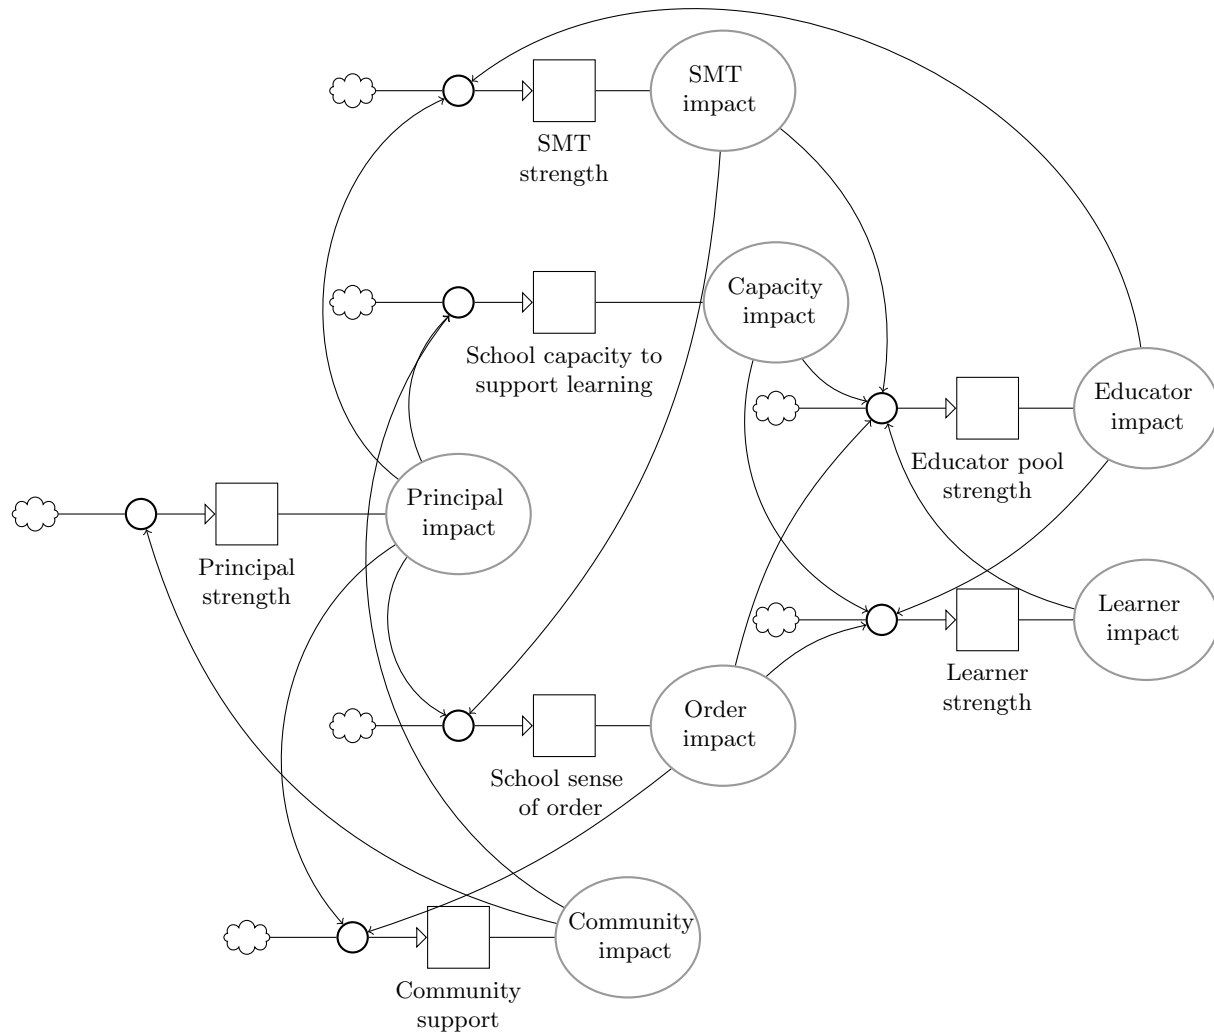 SMT
impact
SMT
strength
Capacity
impact
School capacity to
support learning
Educator
impact
Educator pool
strength
Principal
impact
Principal
strength
Learner
impact
Learner
strength
Order
impact
School sense
of order
Community
impact
Community
support